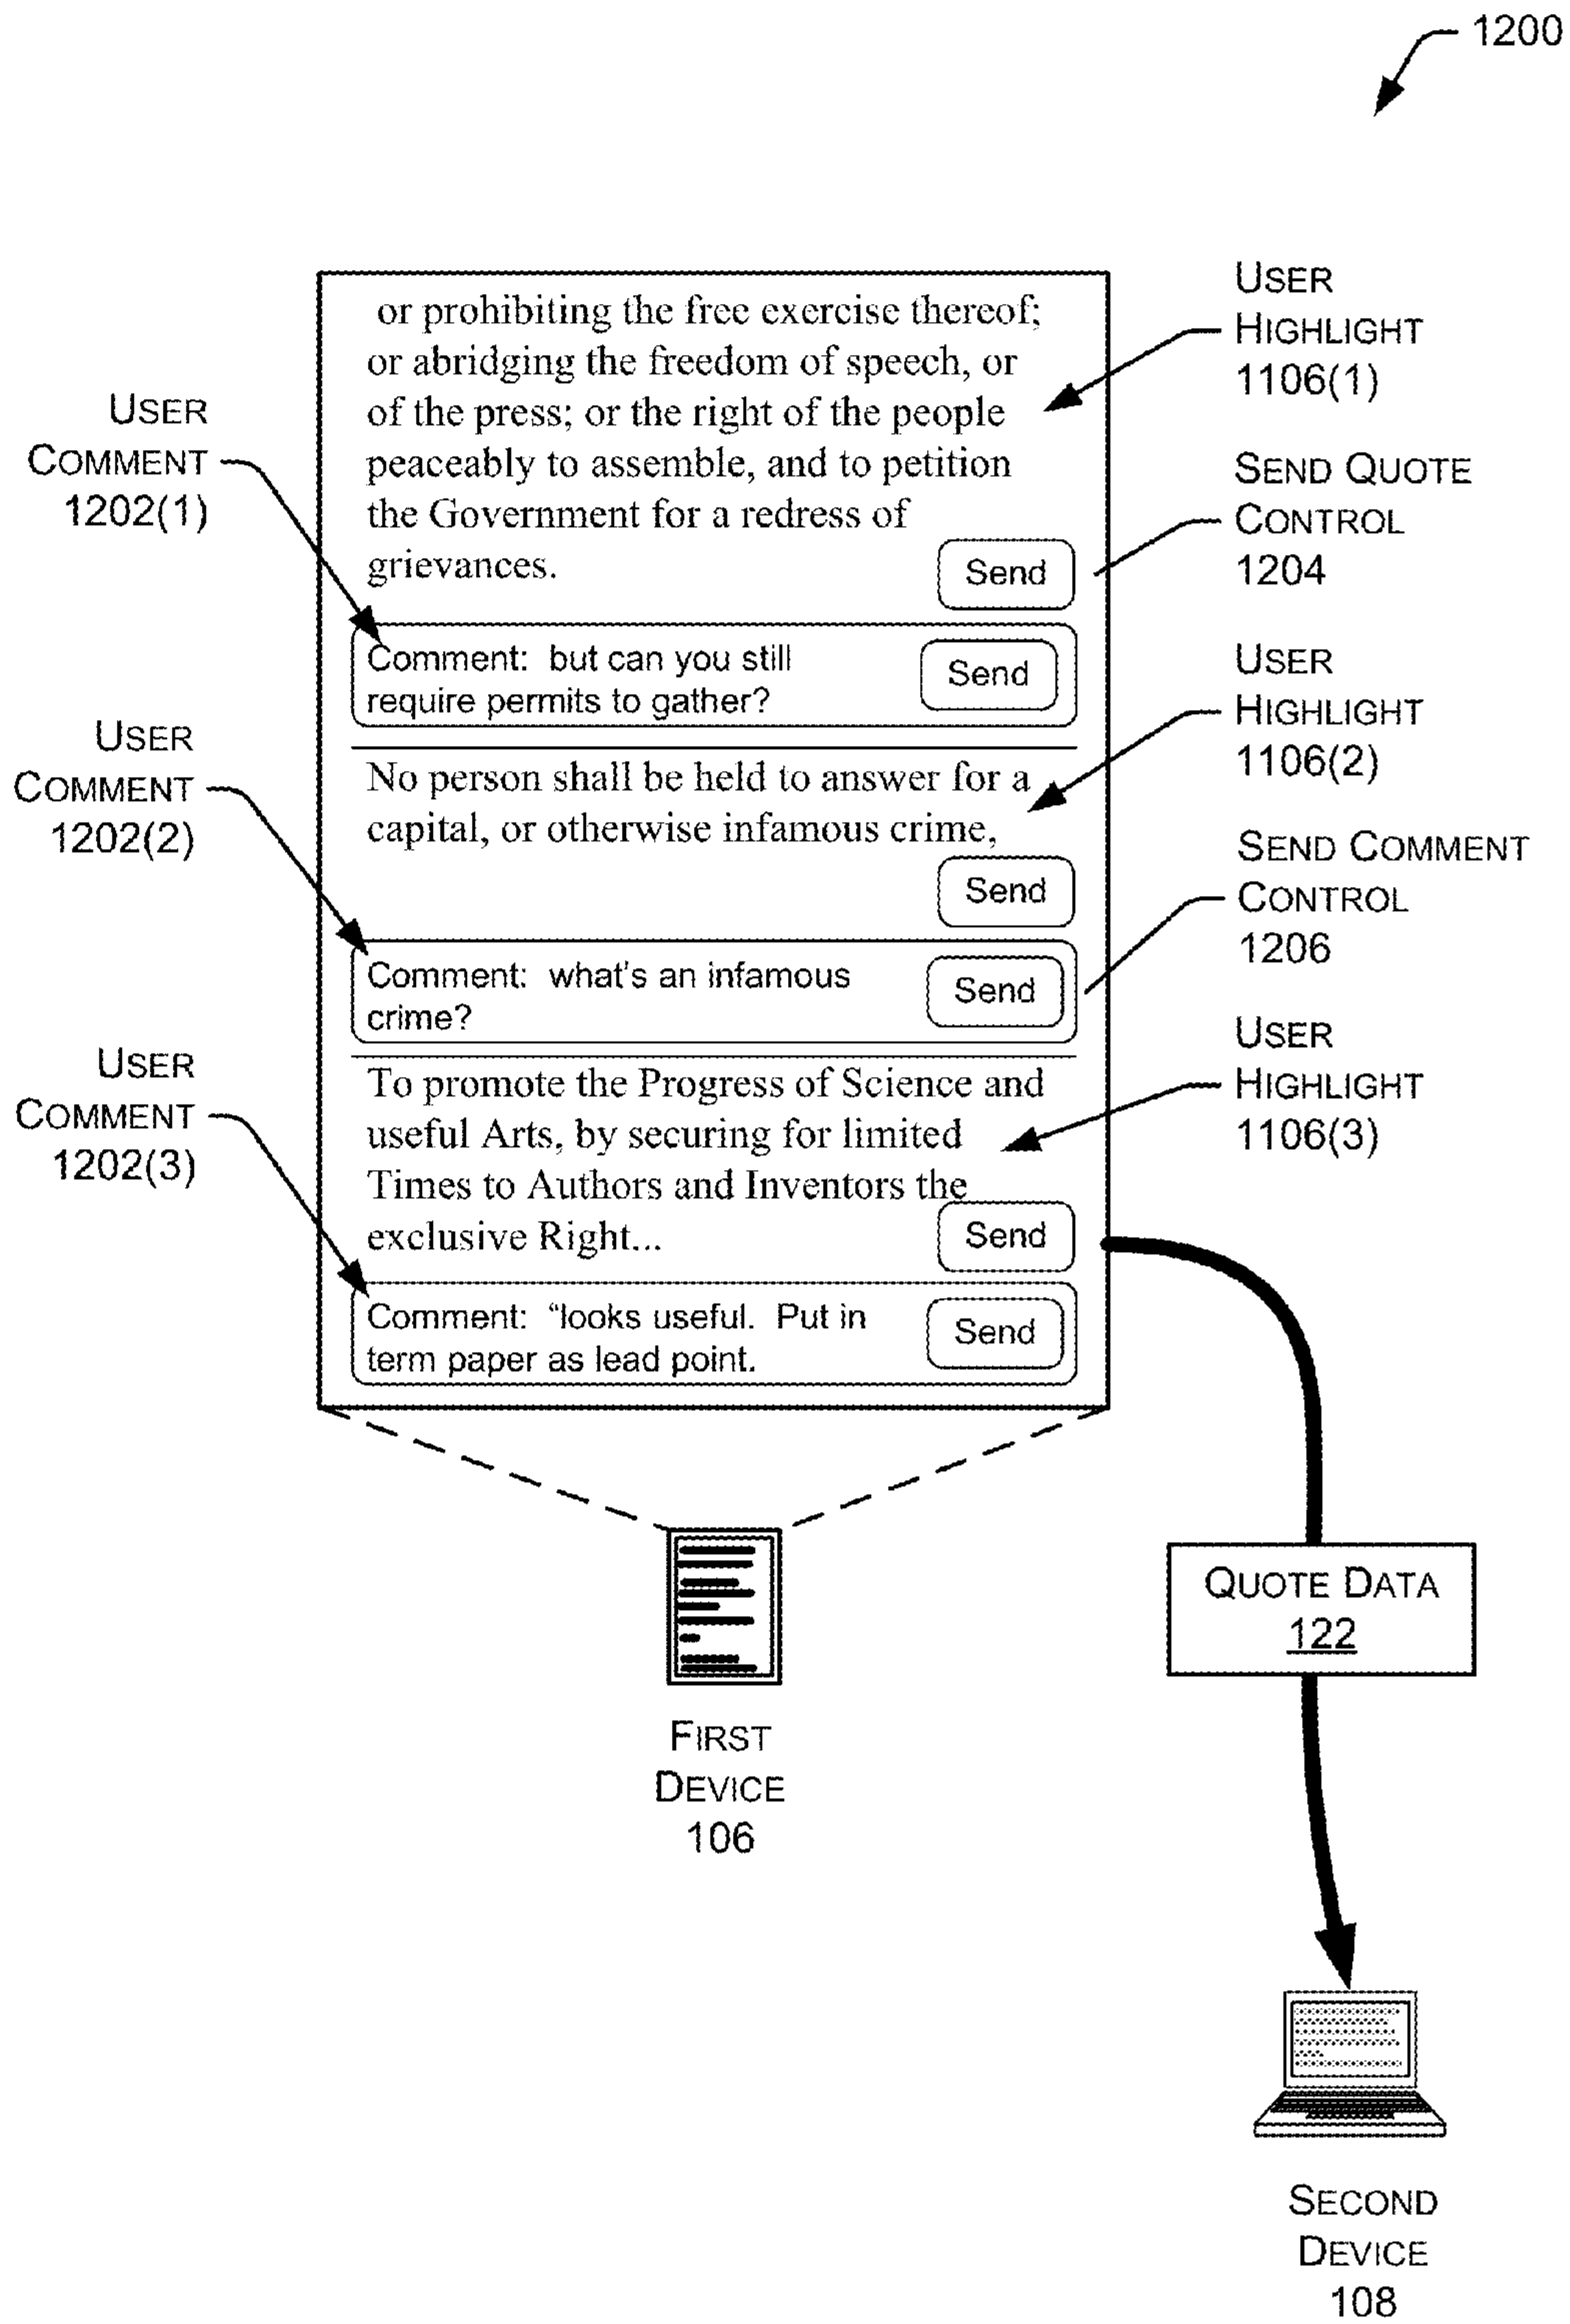 1200
or prohibiting the free exercise thereof;
or abridging the freedom of speech, or
of the press; or the right of the people
peaceably to assemble, and to petition
the Government for a redress of
grievances.
Send
Comment: but can you still
require permits to gather?
Send
No person shall be held to answer for a
capital, or otherwise infamous crime,
Send
Comment: what's an infamous
crime?
Send
To promote the Progress of Science and
useful Arts, by securing for limited
Times to Authors and Inventors the
exclusive Right...
Send
Comment: “looks useful. Put in
term paper as lead point.
Send
USER
COMMENT
1202(1)
USER
COMMENT
1202(2)
USER
COMMENT
1202(3)
USER
HIGHLIGHT
1106(1)
SEND QUOTE
CONTROL
1204
USER
HIGHLIGHT
1106(2)
SEND COMMENT
CONTROL
1206
USER
HIGHLIGHT
1106(3)
QUOTE DATA
122
FIRST
DEVICE
106
SECOND
DEVICE
108